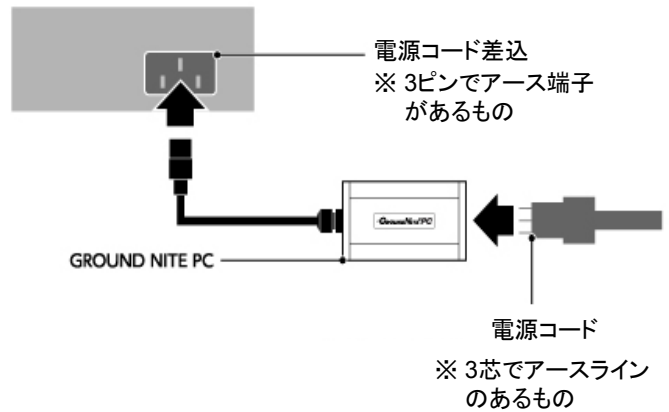 電源コード差込
※ 3ピンでアース端子
があるもの
GroundNite PC
GROUND NITE PC
電源コード
※ 3芯でアースライン
のあるもの